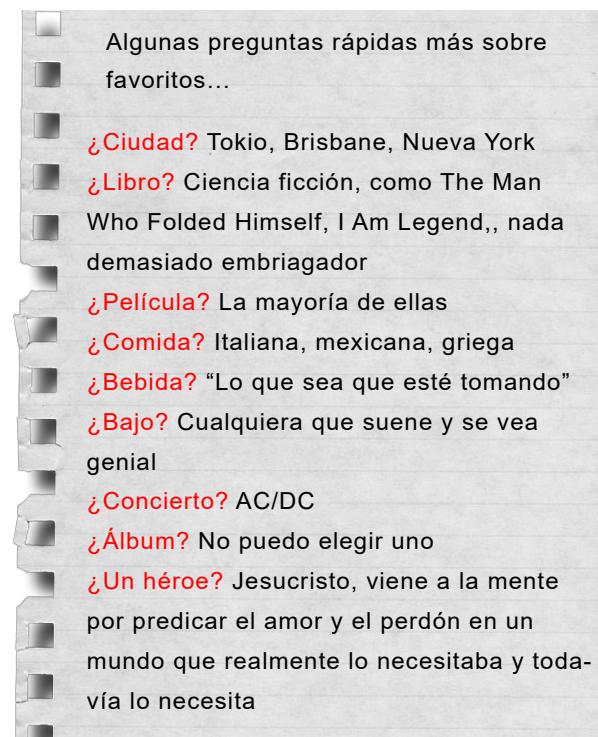 Algunas preguntas rápidas más sobre
favoritos…
¿Ciudad? Tokio, Brisbane, Nueva York
¿Libro? Ciencia ficción, como The Man
Who Folded Himself, I Am Legend,, nada
demasiado embriagador
¿Película? La mayoría de ellas
¿Comida? Italiana, mexicana, griega
¿Bebida? “Lo que sea que esté tomando”
¿Bajo? Cualquiera que suene y se vea
genial
¿Concierto? AC/DC
¿Álbum? No puedo elegir uno
¿Un héroe? Jesucristo, viene a la mente
por predicar el amor y el perdón en un
mundo que realmente lo necesitaba y toda-
vía lo necesita